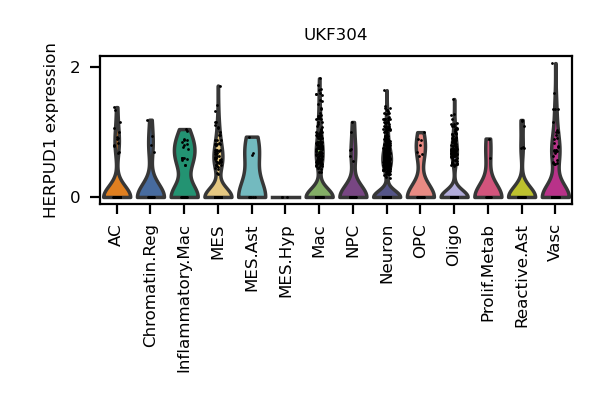 UKF304
HERPUD1 expression
2
0
AC
Chromatin.Reg
Inflammatory.Mac
MES
MES.Ast
MES.Hyp
Mac
NPC
Neuron
OPC
Oligo
Prolif.Metab
Reactive.Ast
Vasc